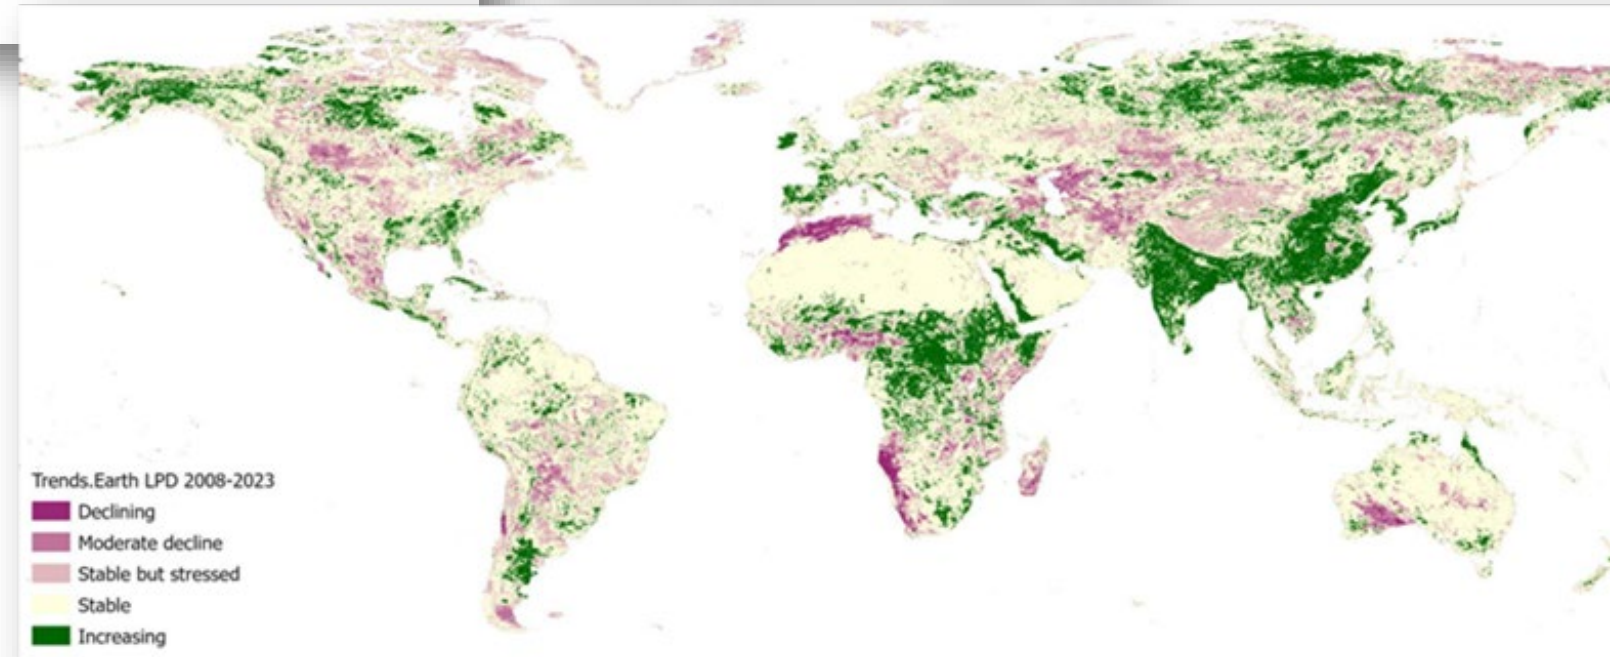 Trends.Earth LPD 2008-2023
Declining
Moderate decline
Stable but stressed
Stable
Increasing